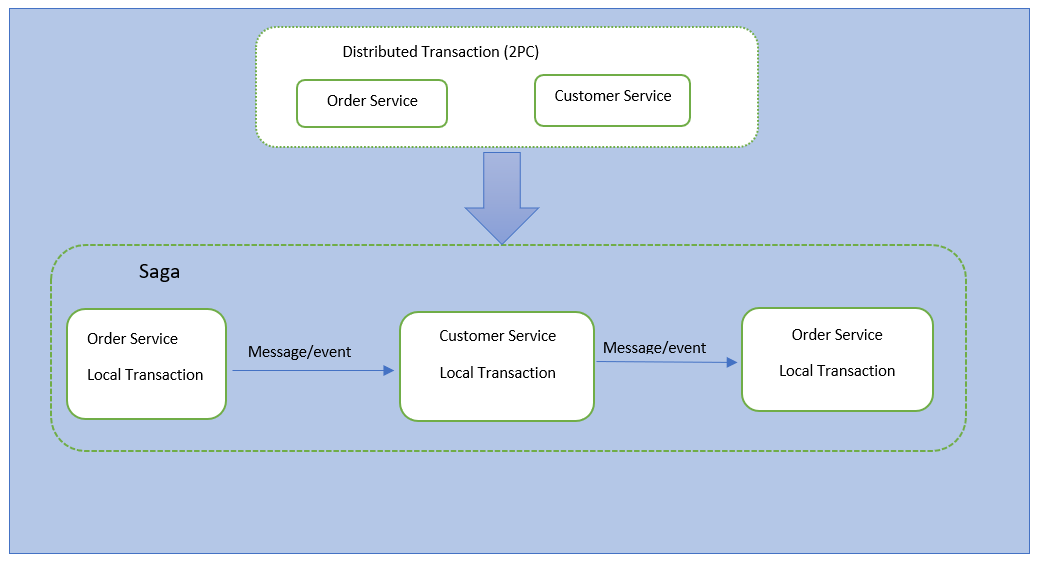 Distributed Transaction (2PC)
Order Service
Customer Service
Saga
Order Service
Local Transaction
Message/event
Customer Service
Local Transaction
Message/event
Order Service
Local Transaction